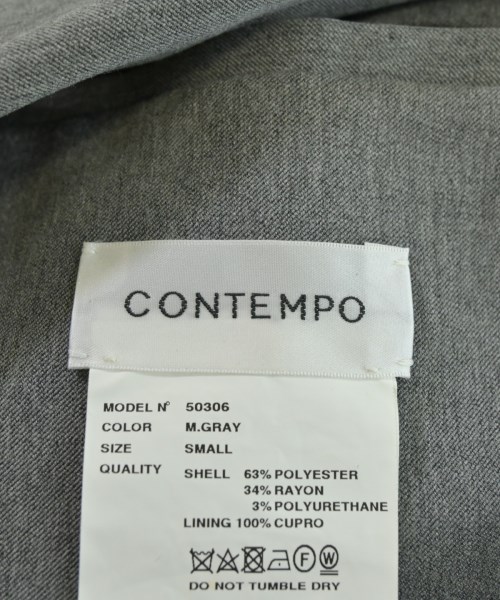 CONTEMPO
MODEL Nº 50306
COLOR M.GRAY
SIZE SMALL
QUALITY SHELL 63% POLYESTER
34% RAYON
3% POLYURETHANE
LINING 100% CUPRO
F W
DO NOT TUMBLE DRY